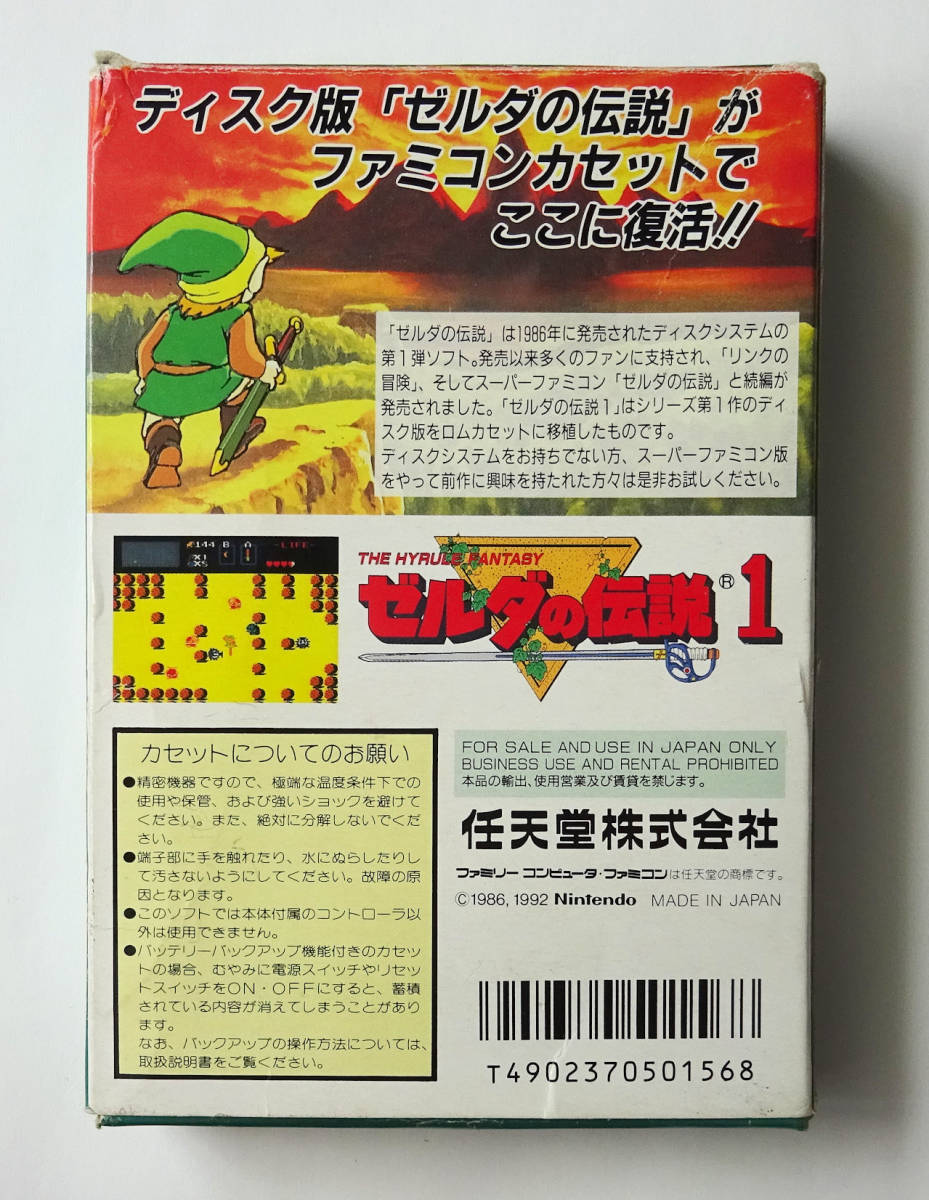 ディスク版「ゼルダの伝説」が
ファミコンカセットで
ここに復活!!
「ゼルダの伝説」は1986年に発売されたディスクシステムの
第1弾ソフト。発売以来多くのファンに支持され、「リンクの
冒険」、そしてスーパーファミコン「ゼルダの伝説」と続編が
発売されました。「ゼルダの伝説1」はシリーズ第1作のディ
スク版をロムカセットに移植したものです。
ディスクシステムをお持ちでない方、スーパーファミコン版
をやって前作に興味を持たれた方々は是非お試しください。
144 B A -LIFE-
X1
X5
THE HYRULE FANTASY
ゼルダの伝説®1
カセットについてのお願い
●精密機器ですので、極端な温度条件下での
使用や保管、および強いショックを避けて
ください。また、絶対に分解しないでくだ
さい。
●端子部に手を触れたり、水にぬらしたりし
て汚さないようにしてください。故障の原
因となります。
●このソフトでは本体付属のコントローラ以
外は使用できません。
●バッテリーバックアップ機能付きのカセッ
トの場合、むやみに電源スイッチやリセッ
トスイッチをON・OFFにすると、蓄積
されている内容が消えてしまうことがあり
ます。
なお、バックアップの操作方法については、
取扱説明書をご覧ください。
FOR SALE AND USE IN JAPAN ONLY
BUSINESS USE AND RENTAL PROHIBITED
本品の輸出、使用営業及び賃貸を禁じます。
任天堂株式会社
ファミリーコンピュータ・ファミコンは任天堂の商標です。
©1986, 1992 Nintendo MADE IN JAPAN
T4902370501568